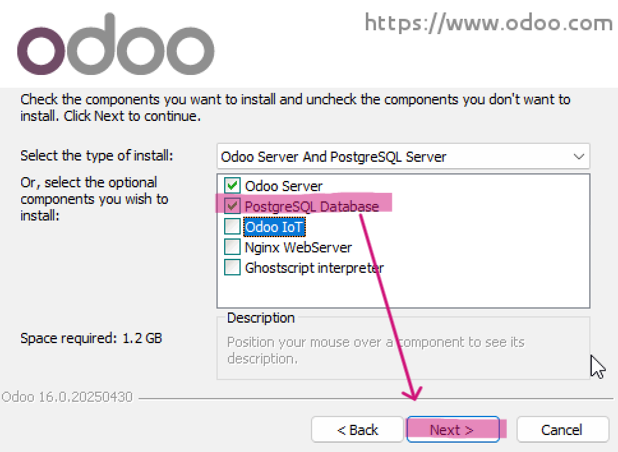 odoo
https://www.odoo.com
Check the components you want to install and uncheck the components you don't want to
install. Click Next to continue.
Select the type of install:
Odoo Server And PostgreSQL Server
Or, select the optional
components you wish to
install:
Odoo Server
PostgreSQL Database
Odoo IoT
Nginx WebServer
Ghostscript interpreter
Space required: 1.2 GB
Description
Position your mouse over a component to see its
description.
Odoo 16.0.20250430
< Back
Next >
Cancel